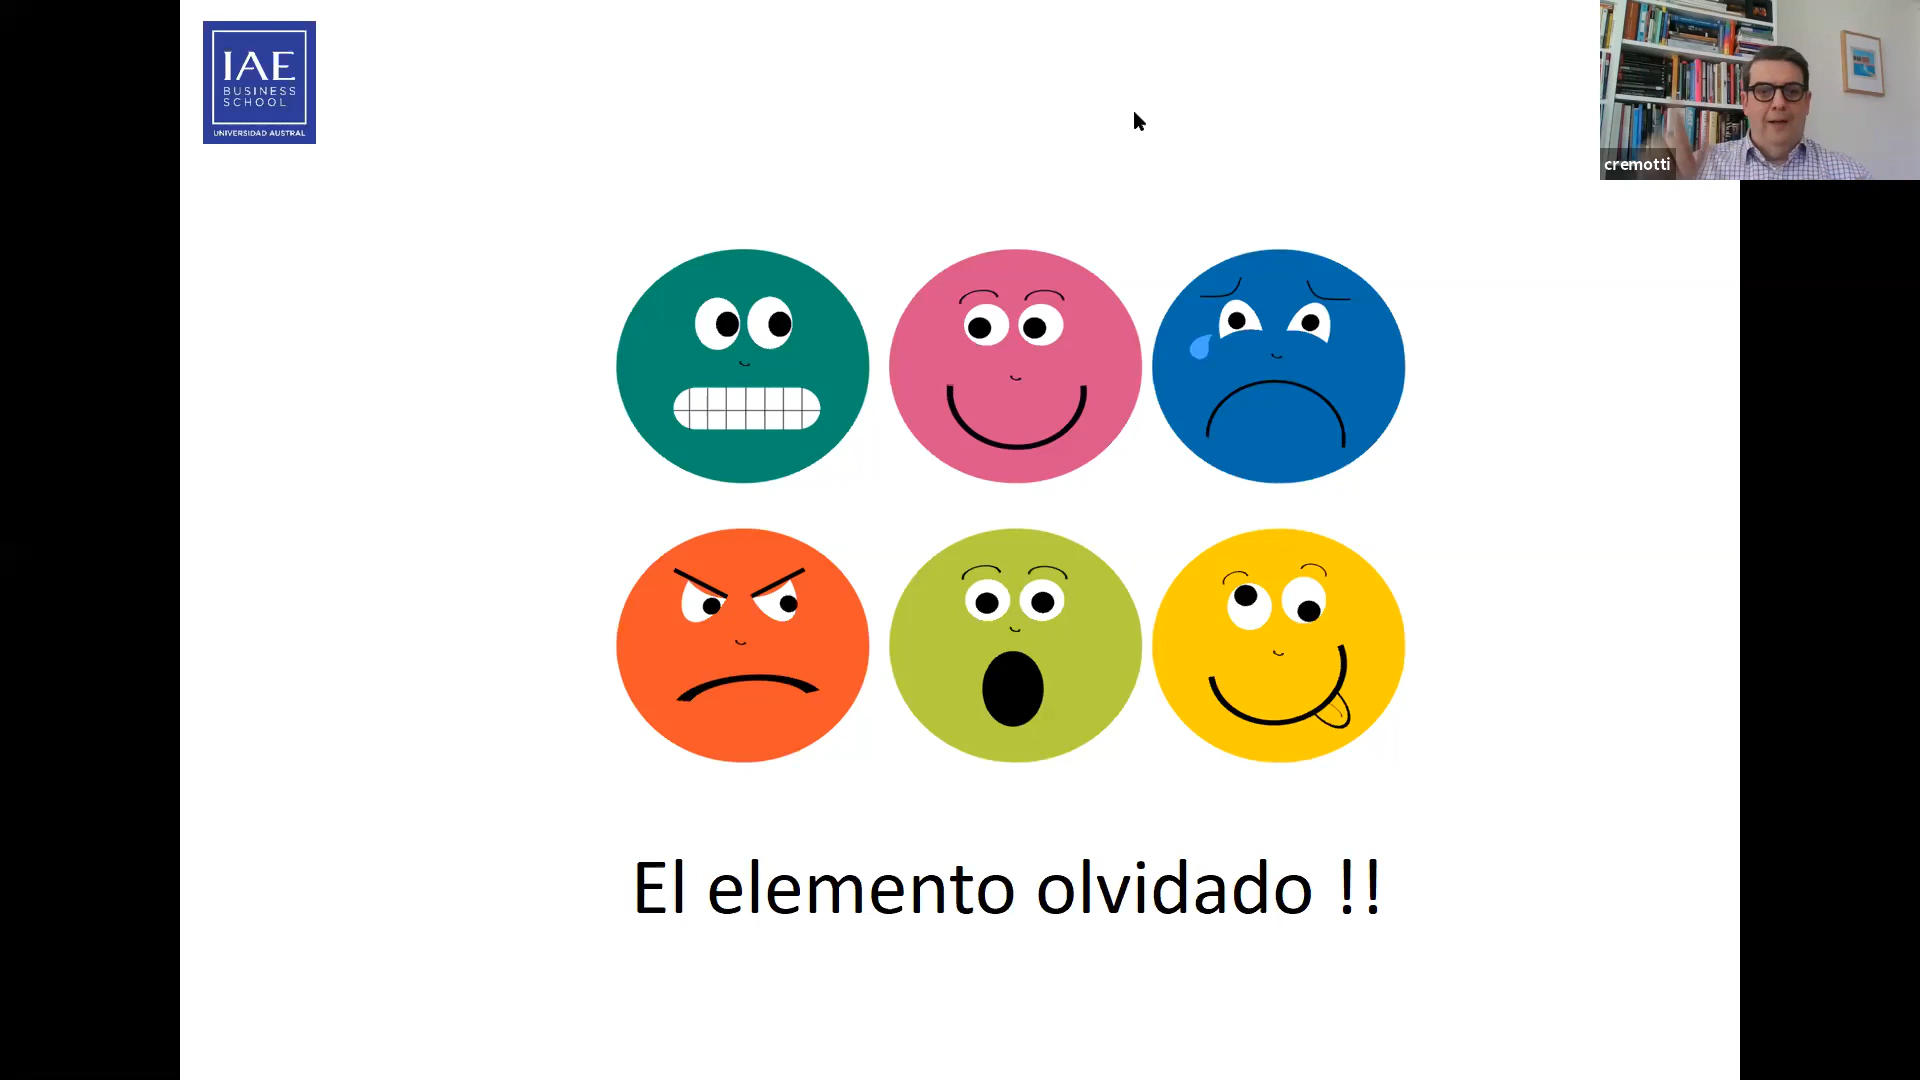 IAE
BUSINESS
SCHOOL
UNIVERSIDAD AUSTRAL
cremotti
El elemento olvidado !!